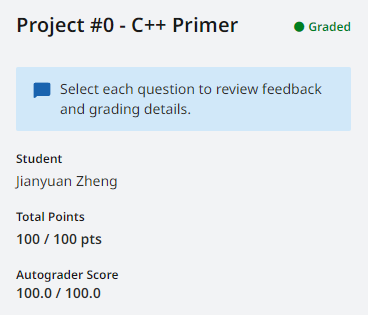 Project #0 - C++ Primer
Graded
Select each question to review feedback
and grading details.
Student
Jianyuan Zheng
Total Points
100 / 100 pts
Autograder Score
100.0 / 100.0